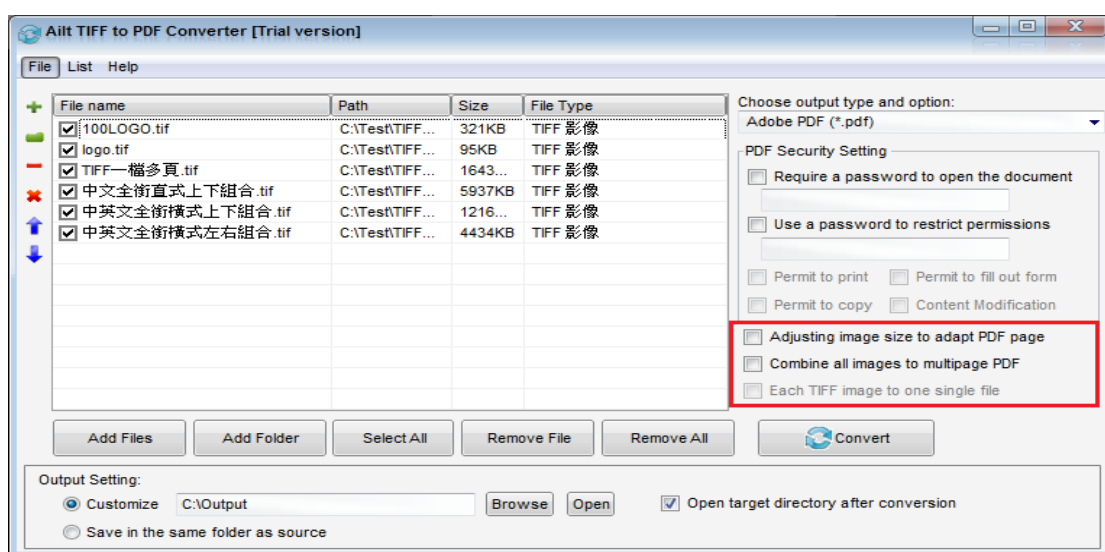 Ailt TIFF to PDF Converter [Trial version]
File List Help
File name Path Size File Type
100LOGO.tif C:\Test\TIFF... 321KB TIFF 影像
logo.tif C:\Test\TIFF... 95KB TIFF 影像
TIFF一檔多頁.tif C:\Test\TIFF... 1643... TIFF 影像
中文全銜直式上下組合.tif C:\Test\TIFF... 5937KB TIFF 影像
中英文全銜橫式上下組合.tif C:\Test\TIFF... 1216... TIFF 影像
中英文全銜橫式左右組合.tif C:\Test\TIFF... 4434KB TIFF 影像
Choose output type and option:
Adobe PDF (*.pdf)
PDF Security Setting
Require a password to open the document
Use a password to restrict permissions
Permit to print Permit to fill out form
Permit to copy Content Modification
Adjusting image size to adapt PDF page
Combine all images to multipage PDF
Each TIFF image to one single file
Add Files Add Folder Select All Remove File Remove All Convert
Output Setting:
Customize C:\Output Browse Open Open target directory after conversion
Save in the same folder as source